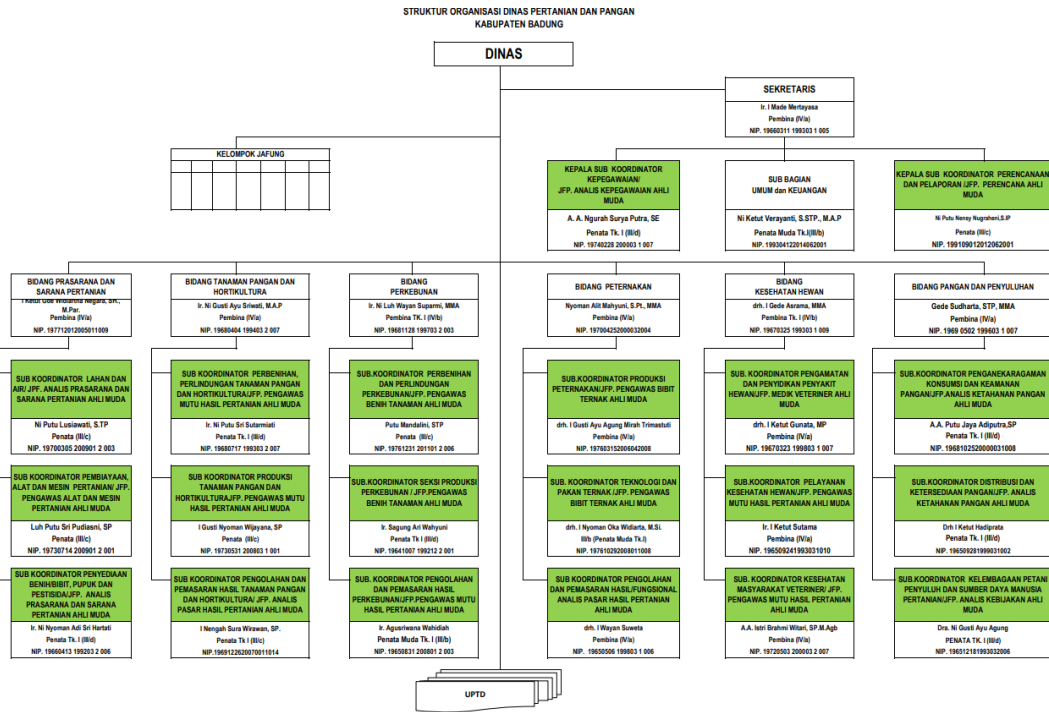 STRUKTUR ORGANISASI DINAS PERTANIAN DAN PANGAN
KABUPATEN BADUNG
DINAS
SEKRETARIS
Ir. I Made Mertayasa
Pembina (IV/a)
NIP. 19660311 199303 1 005
KELOMPOK JAFUNG
KEPALA SUB KOORDINATOR
KEPEGAWAIAN/
JFP. ANALIS KEPEGAWAIAN AHLI
MUDA
A. A. Ngurah Surya Putra, SE
Penata Tk. I (III/d)
NIP. 19740228 200003 1 007
SUB BAGIAN
UMUM dan KEUANGAN
Ni Ketut Verayanti, S.STP., M.A.P
Penata Muda Tk.I(III/b)
NIP. 199304122014062001
KEPALA SUB KOORDINATOR PERENCANAAN
DAN PELAPORAN /JFP. PERENCANA AHLI
MUDA
Ni Putu Nensy Nugraheni,S.IP
Penata (III/c)
NIP. 199109012012062001
BIDANG PRASARANA DAN
SARANA PERTANIAN
M.Par.
Pembina (IV/a)
NIP. 197712012005011009
BIDANG TANAMAN PANGAN DAN
HORTIKULTURA
Ir. Ni Gusti Ayu Sriwati, M.A.P
Pembina (IV/a)
NIP. 19680404 199403 2 007
BIDANG
PERKEBUNAN
Ir. Ni Luh Wayan Suparmi, MMA
Pembina TK. I (IV/b)
NIP. 19681128 199703 2 003
BIDANG PETERNAKAN
Nyoman Alit Mahyuni, S.Pt., MMA
Pembina (IV/a)
NIP. 197004252000032004
BIDANG
KESEHATAN HEWAN
drh. I Gede Asrama, MMA
Pembina Tk. I (IV/b)
NIP. 19670325 199303 1 009
BIDANG PANGAN DAN PENYULUHAN
Gede Sudharta, STP, MMA
Pembina (IV/a)
NIP. 1969 0502 199603 1 007
SUB KOORDINATOR LAHAN DAN
AIR/ JPF. ANALIS PRASARANA DAN
SARANA PERTANIAN AHLI MUDA
Ni Putu Lusiawati, S.TP
Penata (III/c)
NIP. 19700305 200901 2 003
SUB KOORDINATOR PERBENIHAN,
PERLINDUNGAN TANAMAN PANGAN
DAN HORTIKULTURA/JFP. PENGAWAS
MUTU HASIL PERTANIAN AHLI MUDA
Ir. Ni Putu Sri Sutarmiati
Penata Tk. I (III/d)
NIP. 19680717 199303 2 007
SUB.KOORDINATOR PERBENIHAN
DAN PERLINDUNGAN
PERKEBUNAN/JFP. PENGAWAS
BENIH TANAMAN AHLI MUDA
Putu Mandalini, STP
Penata (III/c)
NIP. 19761231 201101 2 006
SUB.KOORDINATOR PRODUKSI
PETERNAKAN/JFP. PENGAWAS BIBIT
TERNAK AHLI MUDA
drh. I Gusti Ayu Agung Mirah Trimastuti
Pembina (IV/a)
NIP. 197603152006042008
SUB KOORDINATOR PENGAMATAN
DAN PENYIDIKAN PENYAKIT
HEWAN/JFP. MEDIK VETERINER AHLI
MUDA
drh. I Ketut Gunata, MP
Pembina (IV/a)
NIP. 19670323 199803 1 007
SUB KOORDINATOR PENGANEKARAGAMAN
KONSUMSI DAN KEAMANAN
PANGAN/JFP.ANALIS KETAHANAN PANGAN
AHLI MUDA
A.A. Putu Jaya Adiputra,SP
Penata Tk. I (III/d)
NIP. 1968102520000031008
SUB KOORDINATOR PEMBIAYAAN,
ALAT DAN MESIN PERTANIAN/ JFP.
PENGAWAS ALAT DAN MESIN
PERTANIAN AHLI MUDA
Luh Putu Sri Pudiasni, SP
Penata (III/c)
NIP. 19730714 200901 2 001
SUB KOORDINATOR PRODUKSI
TANAMAN PANGAN DAN
HORTIKULTURAJFP. PENGAWAS MUTU
HASIL PERTANIAN AHLI MUDA
I Gusti Nyoman Wijayana, SP
Penata (III/c)
NIP. 19730531 200803 1 001
SUB.KOORDINATOR SEKSI PRODUKSI
PERKEBUNAN / JFP.PENGAWAS
BENIH TANAMAN AHLI MUDA
Ir. Sagung Ari Wahyuni
Penata Tk. I (III/d)
NIP. 19641007 199212 2 001
SUB. KOORDINATOR TEKNOLOGI DAN
PAKAN TERNAK /JFP. PENGAWAS
BIBIT TERNAK AHLI MUDA
drh. I Nyoman Oka Widiarta, M.Si.
III/b (Penata Muda Tk.I)
NIP. 197610292008011008
SUB.KOORDINATOR PELAYANAN
KESEHATAN HEWAN/JFP. PENGAWAS
MUTU HASIL PERTANIAN AHLI MUDA
Ir. I Ketut Sutama
Pembina (IV/a)
NIP. 196509241993031010
SUB.KOORDINATOR DISTRIBUSI DAN
KETERSEDIAAN PANGAN/JFP. ANALIS
KETAHANAN PANGAN AHLI MUDA
Drh I Ketut Hadiprata
Penata Tk. I (III/d)
NIP. 196509281999031002
SUB KOORDINATOR PENYEDIAAN
BENIH/BIBIT, PUPUK DAN
PESTISIDA/JFP. ANALIS
PRASARANA DAN SARANA
PERTANIAN AHLI MUDA
Ir. Ni Nyoman Adi Sri Hartati
Penata Tk. I (III/d)
NIP. 19660413 199203 2 006
SUB KOORDINATOR PENGOLAHAN DAN
PEMASARAN HASIL TANAMAN PANGAN
DAN HORTIKULTURA/ JFP. ANALIS
PASAR HASIL PERTANIAN AHLI MUDA
I Nengah Sura Wirawan, SP.
Penata Tk I (III/c)
NIP.1969122620070011014
SUB. KOORDINATOR PENGOLAHAN
DAN PEMASARAN HASIL
PERKEBUNAN/JFP.PENGAWAS MUTU
HASIL PERTANIAN AHLI MUDA
Ir. Agusriwana Wahidiah
Penata Muda Tk. I (III/b)
NIP. 19650831 200801 2 003
SUB KOORDINATOR PENGOLAHAN
DAN PEMASARAN HASIL/FUNGSIONAL
ANALIS PASAR HASIL PERTANIAN
AHLI MUDA
drh. I Wayan Suweta
Pembina (IV/a)
NIP. 19650506 199803 1 006
SUB. KOORDINATOR KESEHATAN
MASYARAKAT VETERINER/ JFP.
PENGAWAS MUTU HASIL PERTANIAN
AHLI MUDA
A.A. Istri Brahmi Witari, SP.M.Agb
Pembina (IV/a)
NIP. 19720503 200003 2 007
SUB.KOORDINATOR KELEMBAGAAN PETANI
PENYULUH DAN SUMBER DAYA MANUSIA
PERTANIAN/JFP. ANALIS KEBIJAKAN AHLI
MUDA
Dra. Ni Gusti Ayu Agung
PENATA TK. I (III/d)
NIP. 196512181993032006
UPTD